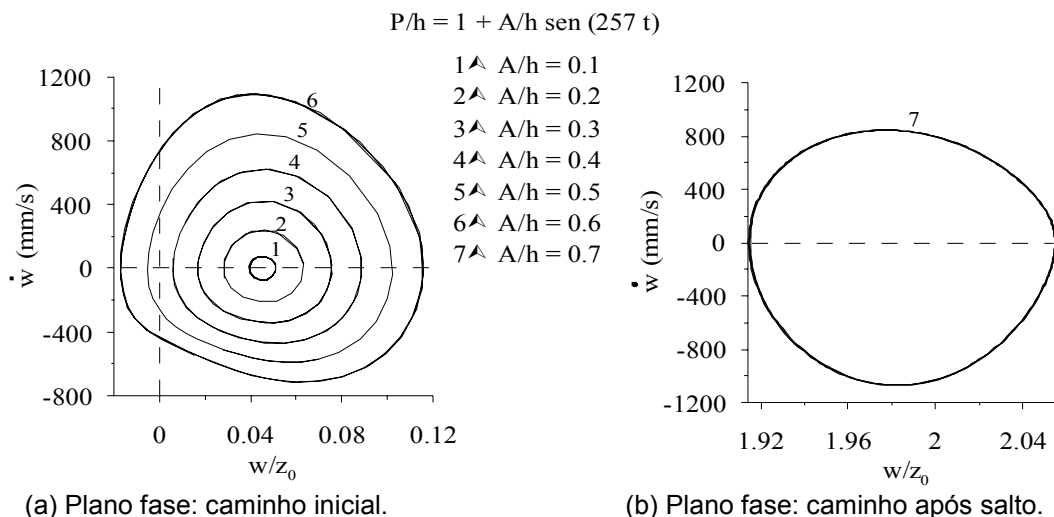 P/h = 1 + A/h sen (257 t)
1 A/h = 0.1
2 A/h = 0.2
3 A/h = 0.3
4 A/h = 0.4
5 A/h = 0.5
6 A/h = 0.6
7 A/h = 0.7
1200
800
400
0
-400
-800
ẇ (mm/s)
6
5
4
3
2
1
0 0.04 0.08 0.12
w/z₀
(a) Plano fase: caminho inicial.
1200
800
400
0
-400
-800
-1200
ẇ (mm/s)
7
1.92 1.96 2 2.04
w/z₀
(b) Plano fase: caminho após salto.